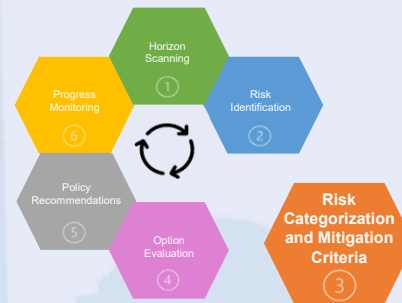 Horizon
Scanning
1
Risk
Identification
2
Risk
Categorization
and Mitigation
Criteria
3
Option
Evaluation
4
Policy
Recommendations
5
Progress
Monitoring
6